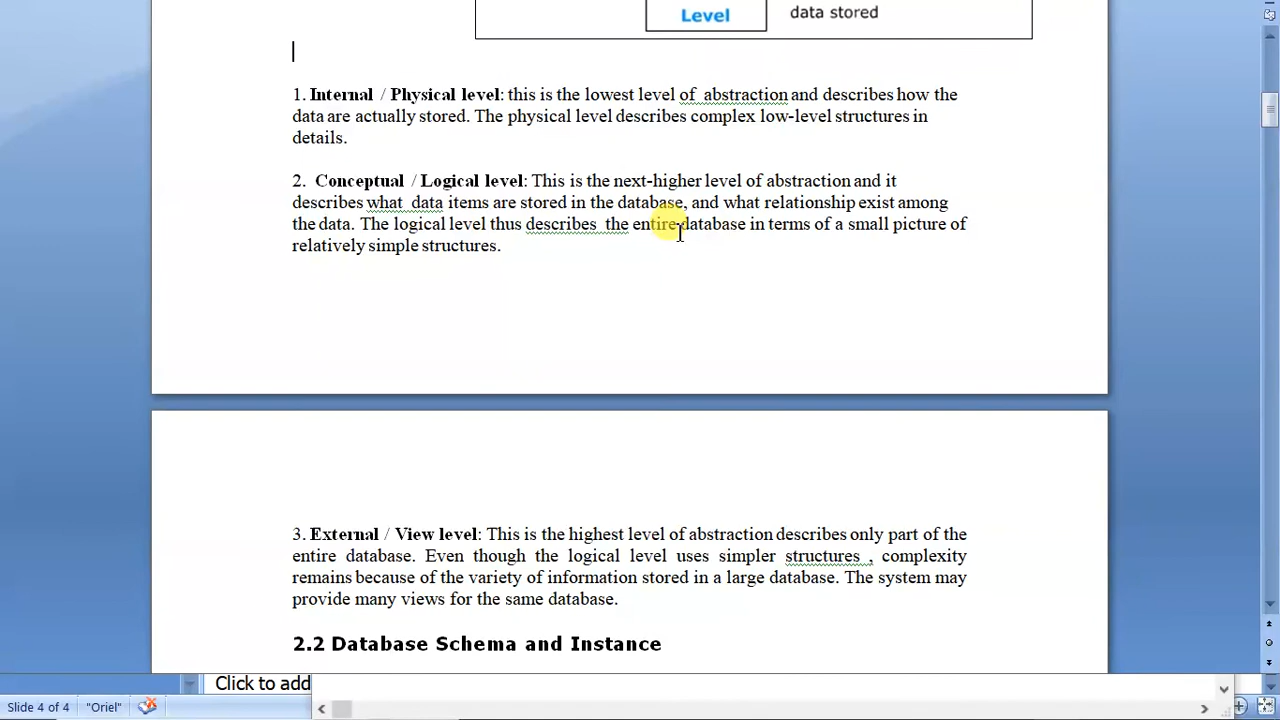 Level
data stored
1. Internal / Physical level: this is the lowest level of abstraction and describes how the
data are actually stored. The physical level describes complex low-level structures in
details.
2. Conceptual / Logical level: This is the next-higher level of abstraction and it
describes what data items are stored in the database, and what relationship exist among
the data. The logical level thus describes the entire database in terms of a small picture of
relatively simple structures.
3. External / View level: This is the highest level of abstraction describes only part of the
entire database. Even though the logical level uses simpler structures , complexity
remains because of the variety of information stored in a large database. The system may
provide many views for the same database.
2.2 Database Schema and Instance
Click to add
Slide 4 of 4
"Oriel"